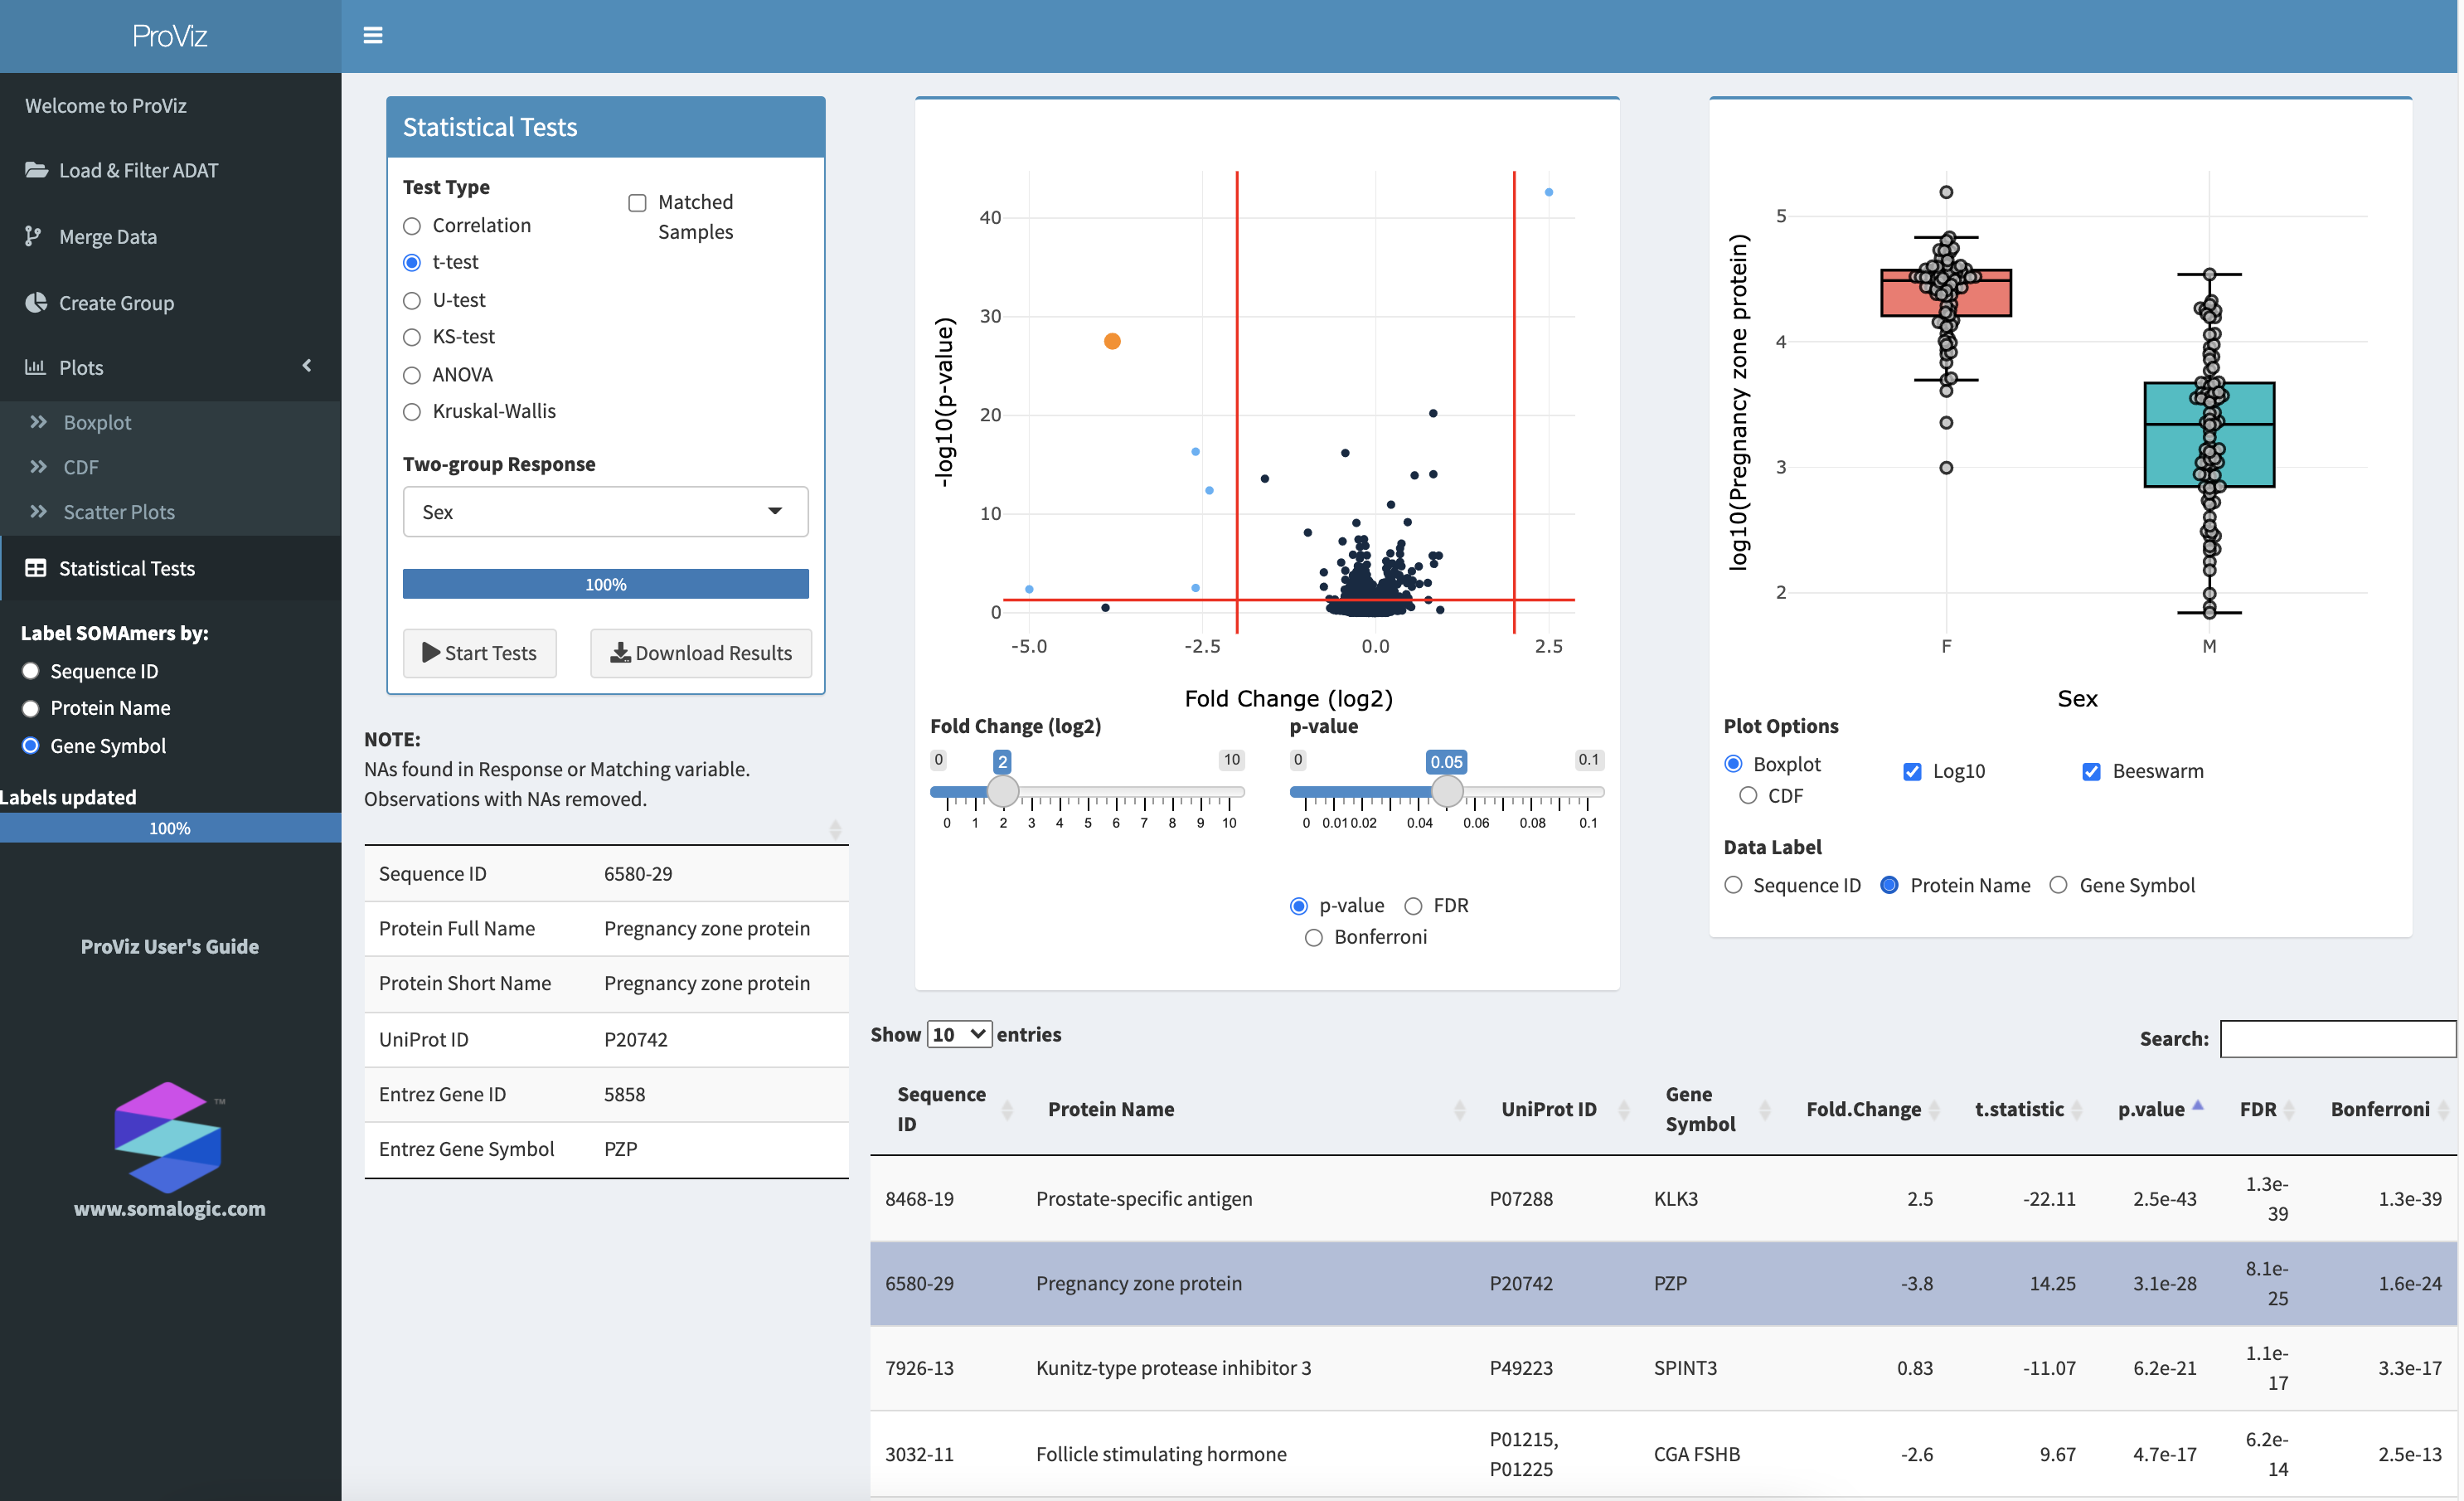 ProViz
Welcome to ProViz
Load & Filter ADAT
Merge Data
Create Group
Plots
Boxplot
CDF
Scatter Plots
Statistical Tests
Label SOMAmers by:
Sequence ID
Protein Name
Gene Symbol
Labels updated
100%
ProViz User's Guide
TM
www.somalogic.com
Statistical Tests
Test Type
Matched
Samples
Correlation
t-test
U-test
KS-test
ANOVA
Kruskal-Wallis
Two-group Response
Sex
100%
Start Tests
Download Results
NOTE:
NAs found in Response or Matching variable.
Observations with NAs removed.
Sequence ID 6580-29
Protein Full Name Pregnancy zone protein
Protein Short Name Pregnancy zone protein
UniProt ID P20742
Entrez Gene ID 5858
Entrez Gene Symbol PZP
-log10(p-value)
40
30
20
10
0
-5.0 -2.5 0.0 2.5
Fold Change (log2)
Fold Change (log2)
0 2 10
0 1 2 3 4 5 6 7 8 9 10
p-value
0 0.05 0.1
0 0.01 0.02 0.04 0.06 0.08 0.1
p-value FDR
Bonferroni
log10(Pregnancy zone protein)
5
4
3
2
F M
Sex
Plot Options
Boxplot Log10 Beeswarm
CDF
Data Label
Sequence ID Protein Name Gene Symbol
Show 10 entries
Search:
Sequence ID Protein Name UniProt ID Gene Symbol Fold.Change t.statistic p.value FDR Bonferroni
8468-19 Prostate-specific antigen P07288 KLK3 2.5 -22.11 2.5e-43 1.3e-39 1.3e-39
6580-29 Pregnancy zone protein P20742 PZP -3.8 14.25 3.1e-28 8.1e-25 1.6e-24
7926-13 Kunitz-type protease inhibitor 3 P49223 SPINT3 0.83 -11.07 6.2e-21 1.1e-17 3.3e-17
3032-11 Follicle stimulating hormone P01215, P01225 CGA FSHB -2.6 9.67 4.7e-17 6.2e-14 2.5e-13